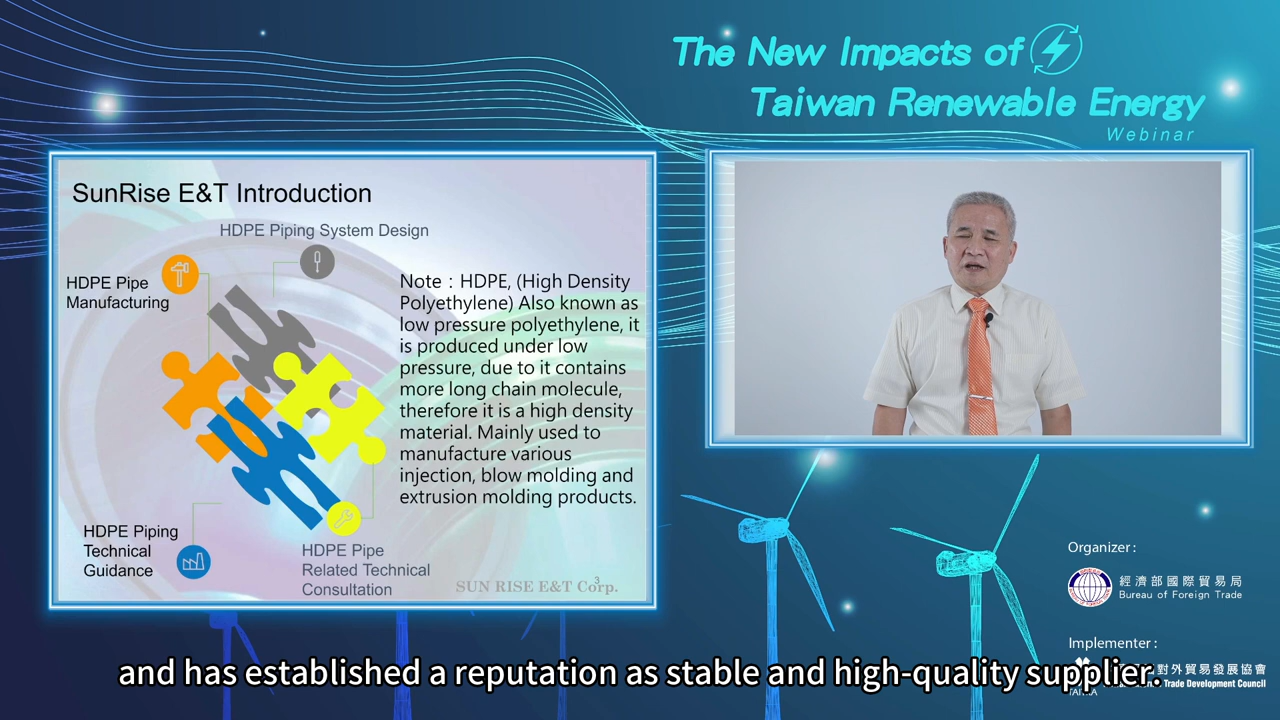 The New Impacts of
Taiwan Renewable Energy
Webinar
SunRise E&T Introduction
HDPE Piping System Design
HDPE Pipe
Manufacturing
Note：HDPE, (High Density
Polyethylene) Also known as
low pressure polyethylene, it
is produced under low
pressure, due to it contains
more long chain molecule,
therefore it is a high density
material. Mainly used to
manufacture various
injection, blow molding and
extrusion molding products.
HDPE Piping
Technical
Guidance
HDPE Pipe
Related Technical
Consultation
3
SUN RISE E&T Corp.
Organizer :
經濟部國際貿易局
Bureau of Foreign Trade
Implementer :
對外貿易發展協會
Trade Development Council
and has established a reputation as stable and high-quality supplier.